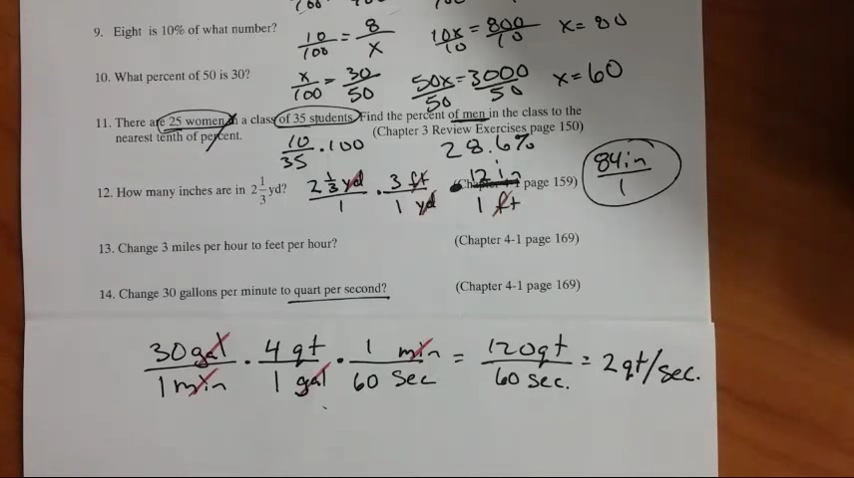 100 100
9. Eight is 10% of what number? 10/100 = 8/x 10x/10 = 800/10 x = 80
10. What percent of 50 is 30? x/100 = 30/50 50x/50 = 3000/50 x = 60
11. There are 25 women in a class of 35 students. Find the percent of men in the class to the
nearest tenth of percent. (Chapter 3 Review Exercises page 150)
10/35 · 100 28.6%
12. How many inches are in 2 1/3 yd? 2 1/3 yd/1 · 3 ft/1 yd · 12 in/1 ft (Chapter 4-1 page 159) 84 in/1
13. Change 3 miles per hour to feet per hour? (Chapter 4-1 page 169)
14. Change 30 gallons per minute to quart per second? (Chapter 4-1 page 169)
30 gal/1 min · 4 qt/1 gal · 1 min/60 sec = 120qt/60 sec. = 2 qt/sec.